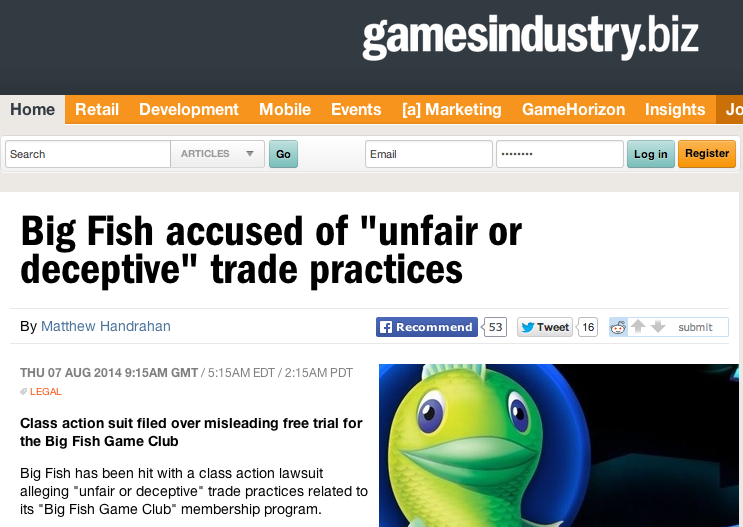 gamesindustry.biz
Home Retail Development Mobile Events [a] Marketing GameHorizon Insights Jo
Search ARTICLES Go Email •••••••• Log in Register
Big Fish accused of "unfair or
deceptive" trade practices
By Matthew Handrahan
Recommend 53 Tweet 16 submit
THU 07 AUG 2014 9:15AM GMT / 5:15AM EDT / 2:15AM PDT
LEGAL
Class action suit filed over misleading free trial for
the Big Fish Game Club
Big Fish has been hit with a class action lawsuit
alleging "unfair or deceptive" trade practices related to
its "Big Fish Game Club" membership program.